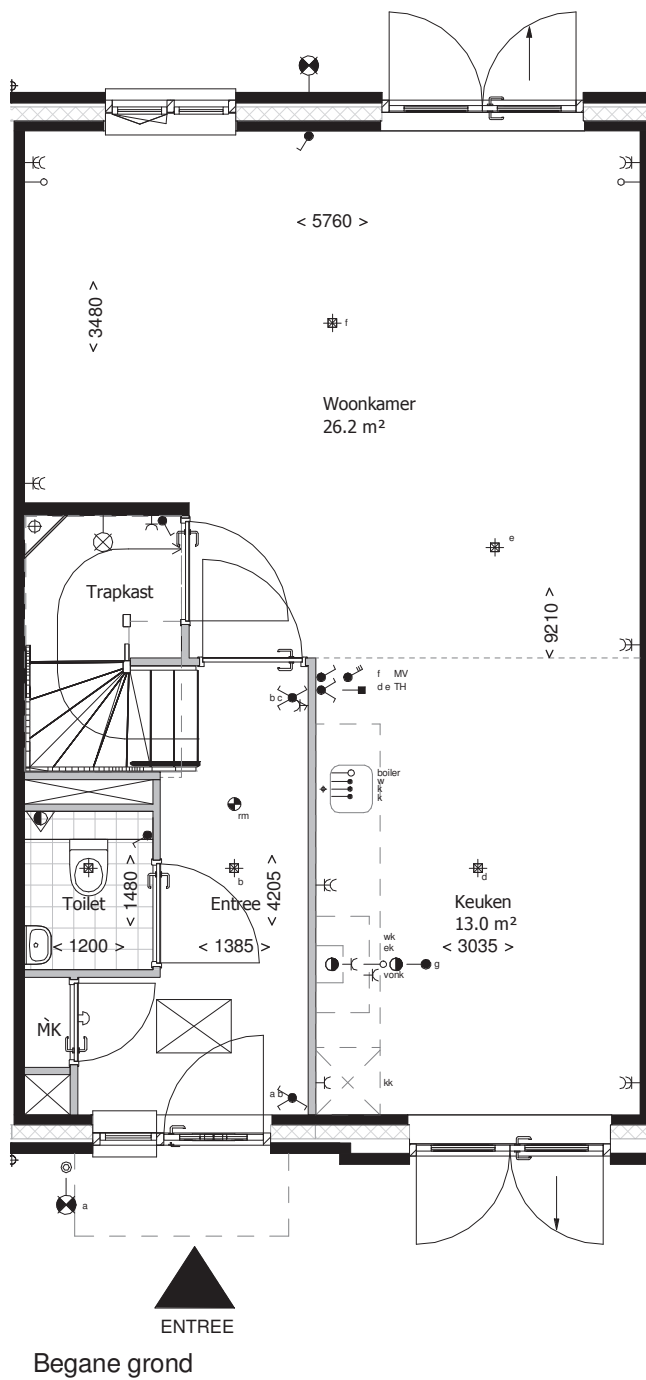 < 5760 >
< 3480 >
f
Woonkamer
26.2 m²
e
Trapkast
< 9210 >
f MV
d e TH
b c
boiler
w
k
k
rm
b
d
Toilet
< 1480 >
Entree
< 4205 >
Keuken
13.0 m²
< 1200 >
< 1385 >
< 3035 >
wk
ek
vonk
g
MK
kk
a b
a
ENTREE
Begane grond